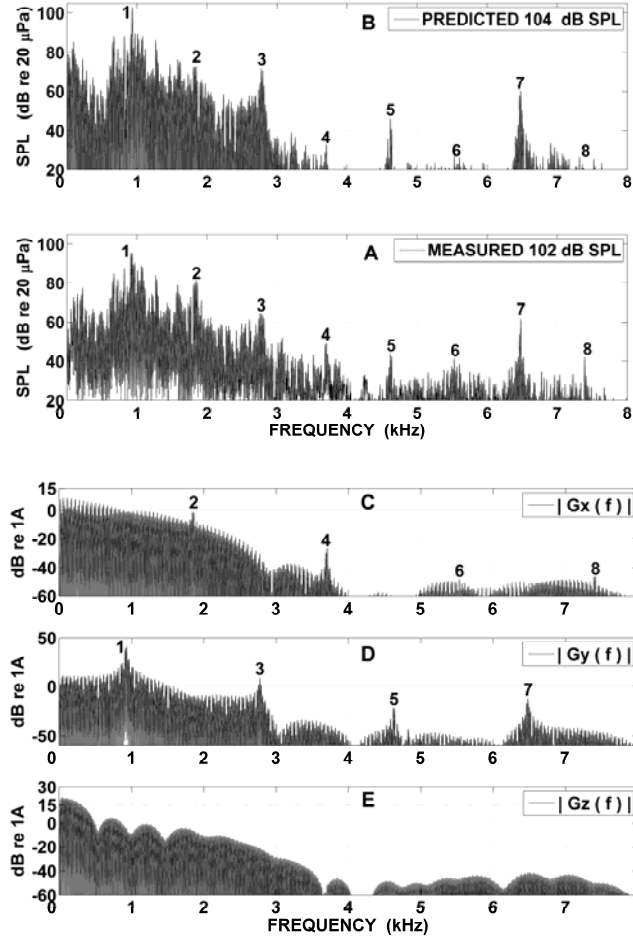 B
PREDICTED 104 dB SPL
SPL (dB re 20 µPa)
100
80
60
40
20
1
2
3
4
5
6
7
8
0 1 2 3 4 5 6 7 8
A
MEASURED 102 dB SPL
SPL (dB re 20 µPa)
100
80
60
40
20
1
2
3
4
5
6
7
8
0 1 2 3 4 5 6 7 8
FREQUENCY (kHz)
C
| Gx ( f ) |
dB re 1A
15
0
-20
-40
-60
2
4
6
8
0 1 2 3 4 5 6 7
D
| Gy ( f ) |
dB re 1A
50
0
-50
1
3
5
7
0 1 2 3 4 5 6 7
E
| Gz ( f ) |
dB re 1A
30
15
0
-20
-40
-60
0 1 2 3 4 5 6 7
FREQUENCY (kHz)